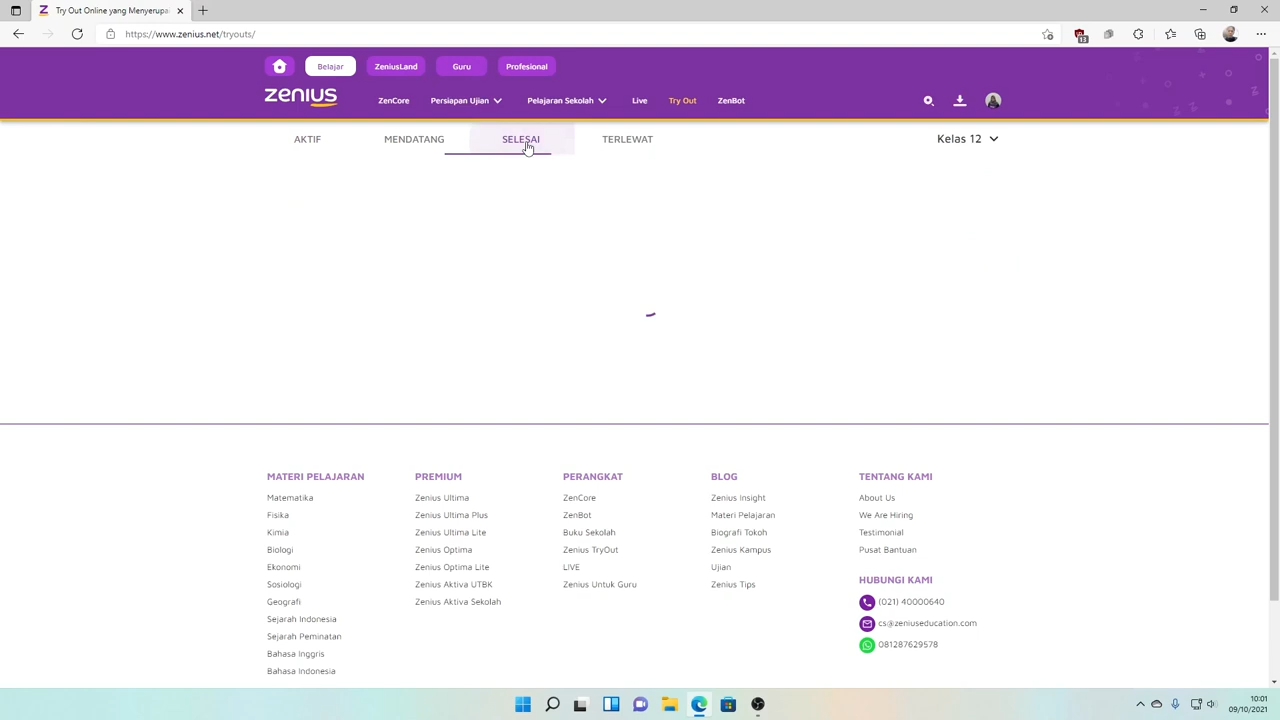 Try Out Online yang Menyerupa
https://www.zenius.net/tryouts/
13
Belajar
ZeniusLand
Guru
Profesional
zenius
ZenCore
Persiapan Ujian
Pelajaran Sekolah
Live
Try Out
ZenBot
AKTIF
MENDATANG
SELESAI
TERLEWAT
Kelas 12
MATERI PELAJARAN
Matematika
Fisika
Kimia
Biologi
Ekonomi
Sosiologi
Geografi
Sejarah Indonesia
Sejarah Peminatan
Bahasa Inggris
Bahasa Indonesia
PREMIUM
Zenius Ultima
Zenius Ultima Plus
Zenius Ultima Lite
Zenius Optima
Zenius Optima Lite
Zenius Aktiva UTBK
Zenius Aktiva Sekolah
PERANGKAT
ZenCore
ZenBot
Buku Sekolah
Zenius TryOut
LIVE
Zenius Untuk Guru
BLOG
Zenius Insight
Materi Pelajaran
Biografi Tokoh
Zenius Kampus
Ujian
Zenius Tips
TENTANG KAMI
About Us
We Are Hiring
Testimonial
Pusat Bantuan
HUBUNGI KAMI
(021) 40000640
cs@zeniuseducation.com
081287629578
10:01
09/10/2021